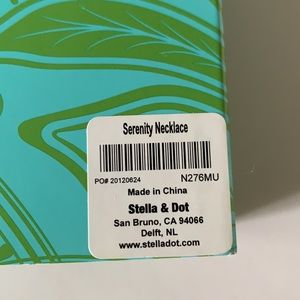 Serenity Necklace
PO# 20120624 N276MU
Made in China
Stella & Dot
San Bruno, CA 94066
Delft, NL
www.stelladot.com